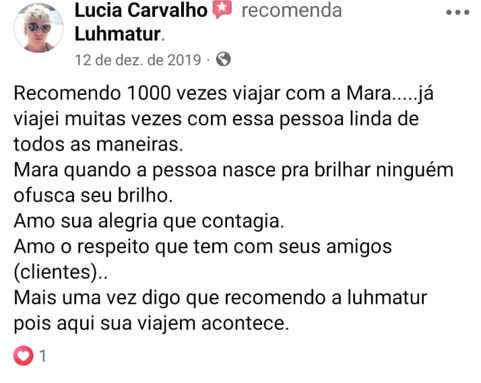 Lucia Carvalho recomenda
Luhmatur.
12 de dez. de 2019 ·
Recomendo 1000 vezes viajar com a Mara.....já
viajei muitas vezes com essa pessoa linda de
todos as maneiras.
Mara quando a pessoa nasce pra brilhar ninguém
ofusca seu brilho.
Amo sua alegria que contagia.
Amo o respeito que tem com seus amigos
(clientes)..
Mais uma vez digo que recomendo a luhmatur
pois aqui sua viajem acontece.
1